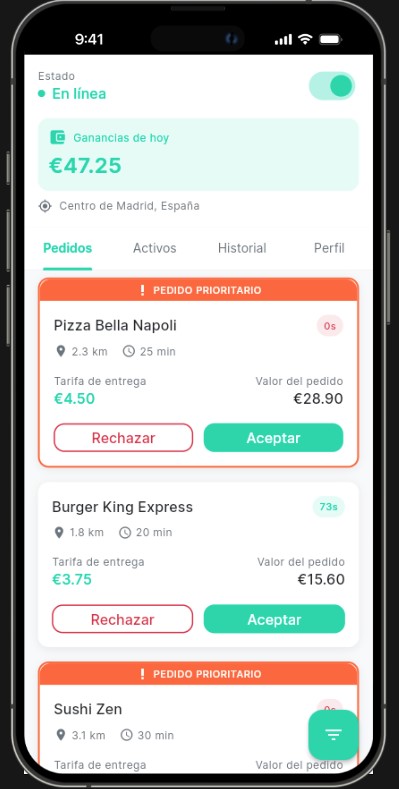 9:41
Estado
En línea
Ganancias de hoy
€47.25
Centro de Madrid, España
Pedidos Activos Historial Perfil
PEDIDO PRIORITARIO
Pizza Bella Napoli 0s
2.3 km 25 min
Tarifa de entrega Valor del pedido
€4.50 €28.90
Rechazar Aceptar
Burger King Express 73s
1.8 km 20 min
Tarifa de entrega Valor del pedido
€3.75 €15.60
Rechazar Aceptar
PEDIDO PRIORITARIO
Sushi Zen
3.1 km 30 min
Tarifa de entrega Valor del pedido